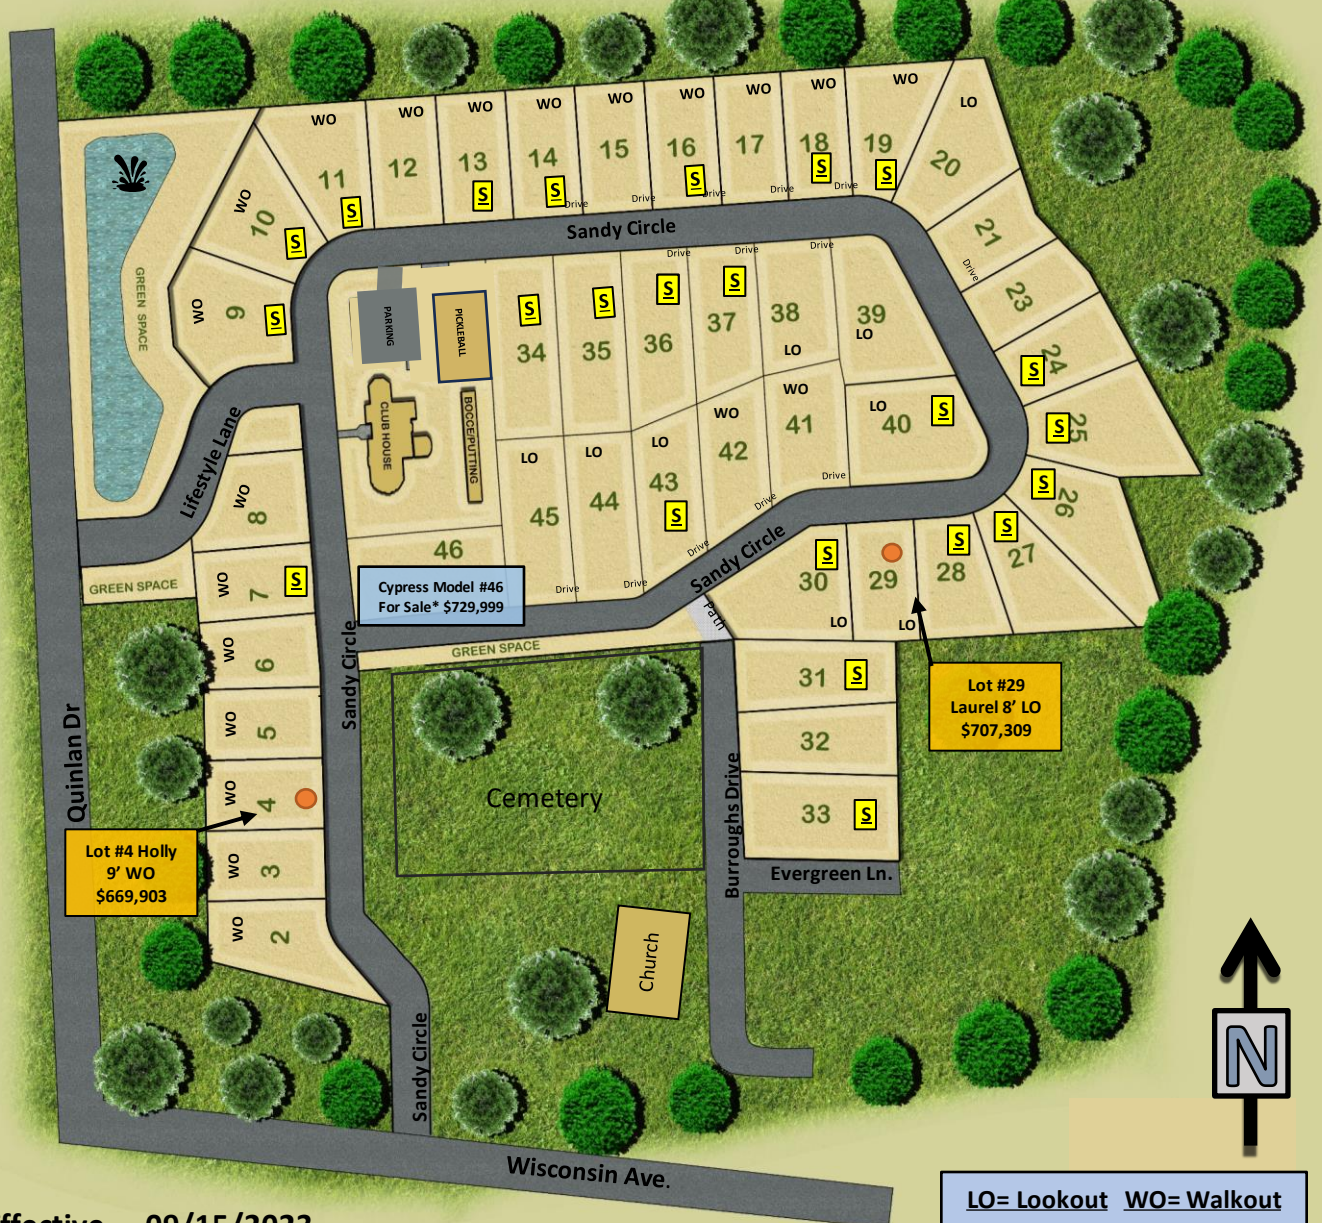 WO
WO
WO
WO
WO
WO
WO
WO
WO
LO
11
12
13
14
15
16
17
18
19
20
S
S
S
S
S
S
Drive
Drive
Drive
Drive
Drive
WO
10
S
Sandy Circle
21
Drive
23
24
S
25
S
26
S
27
S
GREEN SPACE
WO
9
S
PARKING
PICKLEBALL
CLUB HOUSE
BOCCE/PUTTING
Drive
Drive
Drive
S
S
S
S
34
35
36
37
38
39
LO
LO
WO
WO
LO
40
S
41
42
LO
LO
LO
43
S
44
45
46
Drive
Drive
Drive
Drive
Drive
Sandy Circle
Lifestyle Lane
WO
8
GREEN SPACE
WO
7
S
Cypress Model #46
For Sale* $729,999
S
30
LO
29
LO
S
28
Path
WO
6
Sandy Circle
GREEN SPACE
31
S
Lot #29
Laurel 8’ LO
$707,309
Quinlan Dr
WO
5
32
WO
4
Cemetery
Burroughs Drive
33
S
Lot #4 Holly
9’ WO
$669,903
WO
3
Evergreen Ln.
WO
2
Church
Sandy Circle
N
Wisconsin Ave.
LO= Lookout WO= Walkout
09/15/2023